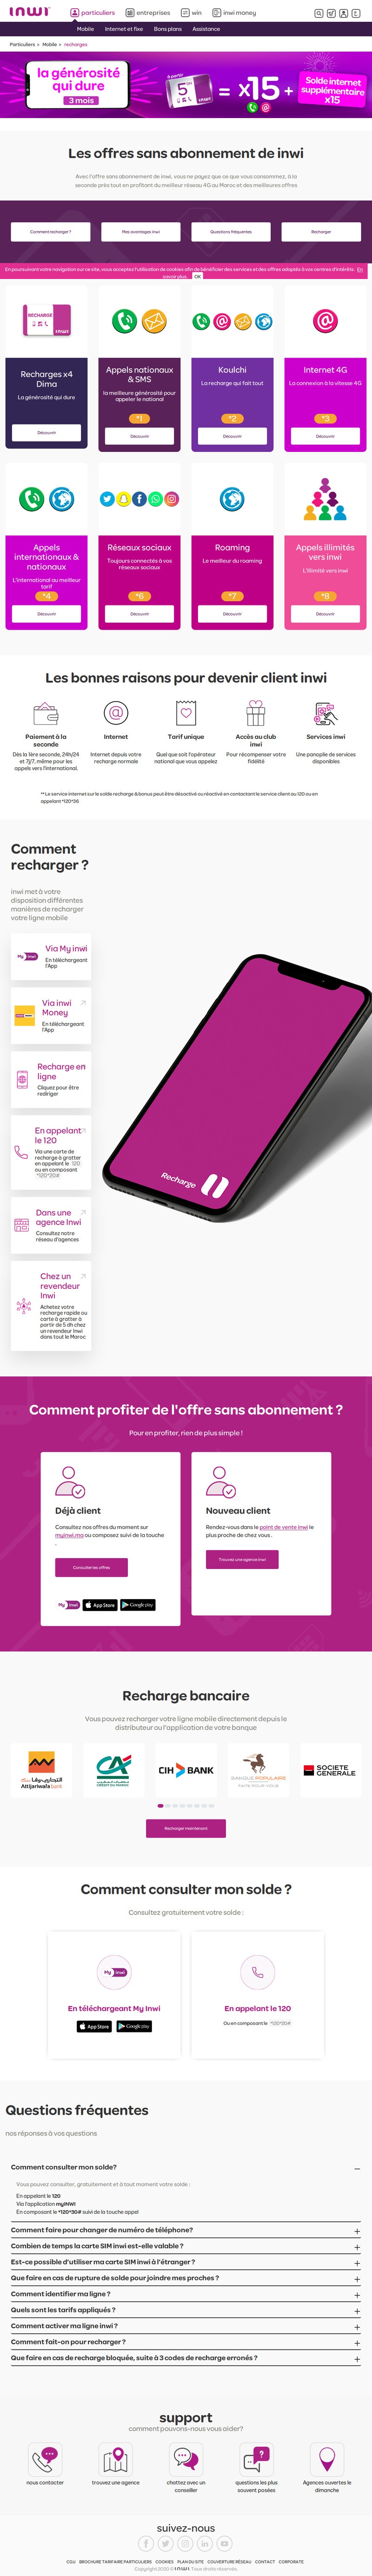 inwi
particuliers
entreprises
win
inwi money
Mobile
Internet et fixe
Bons plans
Assistance
Particuliers > Mobile > recharges
la générosité
qui dure
3 mois
à partir
5
= x15 +
Solde internet
supplémentaire
x15
Les offres sans abonnement de inwi
Avec l'offre sans abonnement de inwi, vous ne payez que ce que vous consommez, à la
seconde près tout en profitant du meilleur réseau 4G au Maroc et des meilleures offres
Comment recharger ?
Mes avantages inwi
Questions fréquentes
Recharger
En poursuivant votre navigation sur ce site, vous acceptez l'utilisation de cookies afin de bénéficier des services et des offres adaptés à vos centres d'intérêts. En
savoir plus. OK
RECHARGE
inwi
Recharges x4
Dima
La générosité qui dure
Découvrir
Appels nationaux
& SMS
la meilleure générosité pour
appeler le national
*1
Découvrir
Koulchi
La recharge qui fait tout
*2
Découvrir
Internet 4G
La connexion à la vitesse 4G
*3
Découvrir
Appels
internationaux &
nationaux
L'international au meilleur
tarif
*4
Découvrir
Réseaux sociaux
Toujours connectés à vos
réseaux sociaux
*6
Découvrir
Roaming
Le meilleur du roaming
*7
Découvrir
Appels illimités
vers inwi
L'illimité vers inwi
*8
Découvrir
Les bonnes raisons pour devenir client inwi
Paiement à la
seconde
Dès la 1ère seconde, 24h/24
et 7j/7, même pour les
appels vers l'international.
Internet
Internet depuis votre
recharge normale
Tarif unique
Quel que soit l'opérateur
national que vous appelez
Accès au club
inwi
Pour récompenser votre
fidélité
Services inwi
Une panoplie de services
disponibles
** Le service Internet sur le solde recharge & bonus peut être désactivé ou réactivé en contactant le service client au 120 ou en
appelant *120*36
Comment
recharger ?
inwi met à votre
disposition différentes
manières de recharger
votre ligne mobile
My inwi
Via My inwi
En téléchargeant
l'App
Via inwi
Money
En téléchargeant
l'App
Recharge en
ligne
Cliquez pour être
rediriger
En appelant
le 120
Via une carte de
recharge à gratter
en appelant le 120
ou en composant
*120*20#
Dans une
agence Inwi
Consultez notre
réseau d'agences
Chez un
revendeur
Inwi
Achetez votre
recharge rapide ou
carte à gratter à
partir de 5 dh chez
un revendeur Inwi
dans tout le Maroc
Recharge
Comment profiter de l'offre sans abonnement ?
Pour en profiter, rien de plus simple !
Déjà client
Consultez nos offres du moment sur
myinwi.ma ou composez suivi de la touche
.
Consulter les offres
My inwi
App Store
Google play
Nouveau client
Rendez-vous dans le point de vente inwi le
plus proche de chez vous .
Trouvez une agence inwi
Recharge bancaire
Vous pouvez recharger votre ligne mobile directement depuis le
distributeur ou l'application de votre banque
التجاري وفا بنك
Attijariwafa bank
CA
CREDIT DU MAROC
CIH BANK
BANQUE POPULAIRE
FAITE POUR VOUS
SOCIETE
GENERALE
Recharger maintenant
Comment consulter mon solde ?
Consultez gratuitement votre solde :
My inwi
En téléchargeant My Inwi
App Store
Google play
En appelant le 120
Ou en composant le *120*20#
Questions fréquentes
nos réponses à vos questions
Comment consulter mon solde?
Vous pouvez consulter, gratuitement et à tout moment votre solde :
En appelant le 120
Via l'application myINWI
En composant le *120*30# suivi de la touche appel
Comment faire pour changer de numéro de téléphone?
Combien de temps la carte SIM inwi est-elle valable ?
Est-ce possible d'utiliser ma carte SIM inwi à l'étranger ?
Que faire en cas de rupture de solde pour joindre mes proches ?
Comment identifier ma ligne ?
Quels sont les tarifs appliqués ?
Comment activer ma ligne inwi ?
Comment fait-on pour recharger ?
Que faire en cas de recharge bloquée, suite à 3 codes de recharge erronés ?
support
comment pouvons-nous vous aider?
nous contacter
trouvez une agence
chattez avec un
conseiller
questions les plus
souvent posées
Agences ouvertes le
dimanche
suivez-nous
CGU BROCHURE TARIFAIRE PARTICULIERS COOKIES PLAN DU SITE COUVERTURE RÉSEAU CONTACT CORPORATE
Copyright 2020 © inwi. Tous droits réservés.